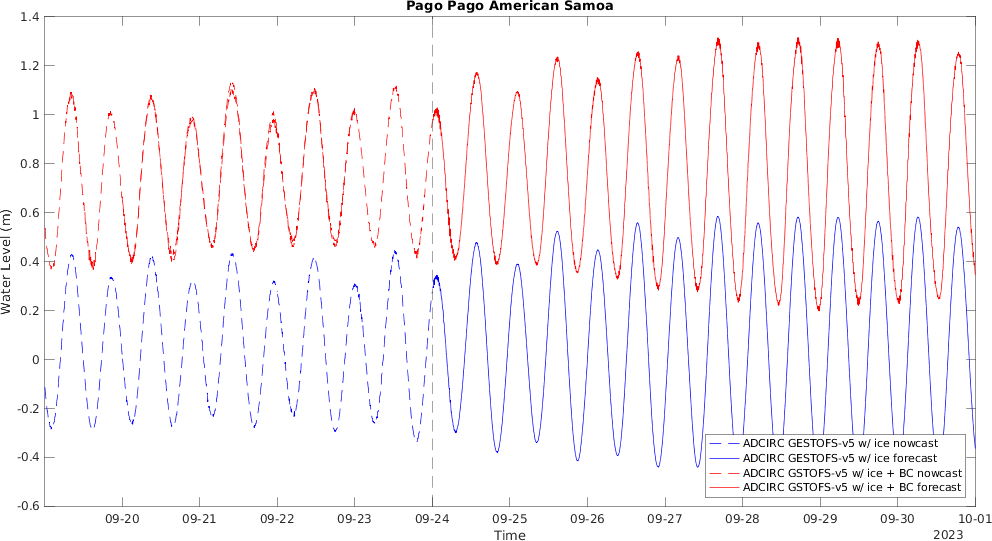 Pago Pago American Samoa
1.4
1.2
1
0.8
0.6
0.4
0.2
0
-0.2
-0.4
-0.6
Water Level (m)
ADCIRC GESTOFS-v5 w/ ice nowcast
ADCIRC GESTOFS-v5 w/ ice forecast
ADCIRC GSTOFS-v5 w/ ice + BC nowcast
ADCIRC GSTOFS-v5 w/ ice + BC forecast
09-20 09-21 09-22 09-23 09-24 09-25 09-26 09-27 09-28 09-29 09-30 10-01
Time
2023